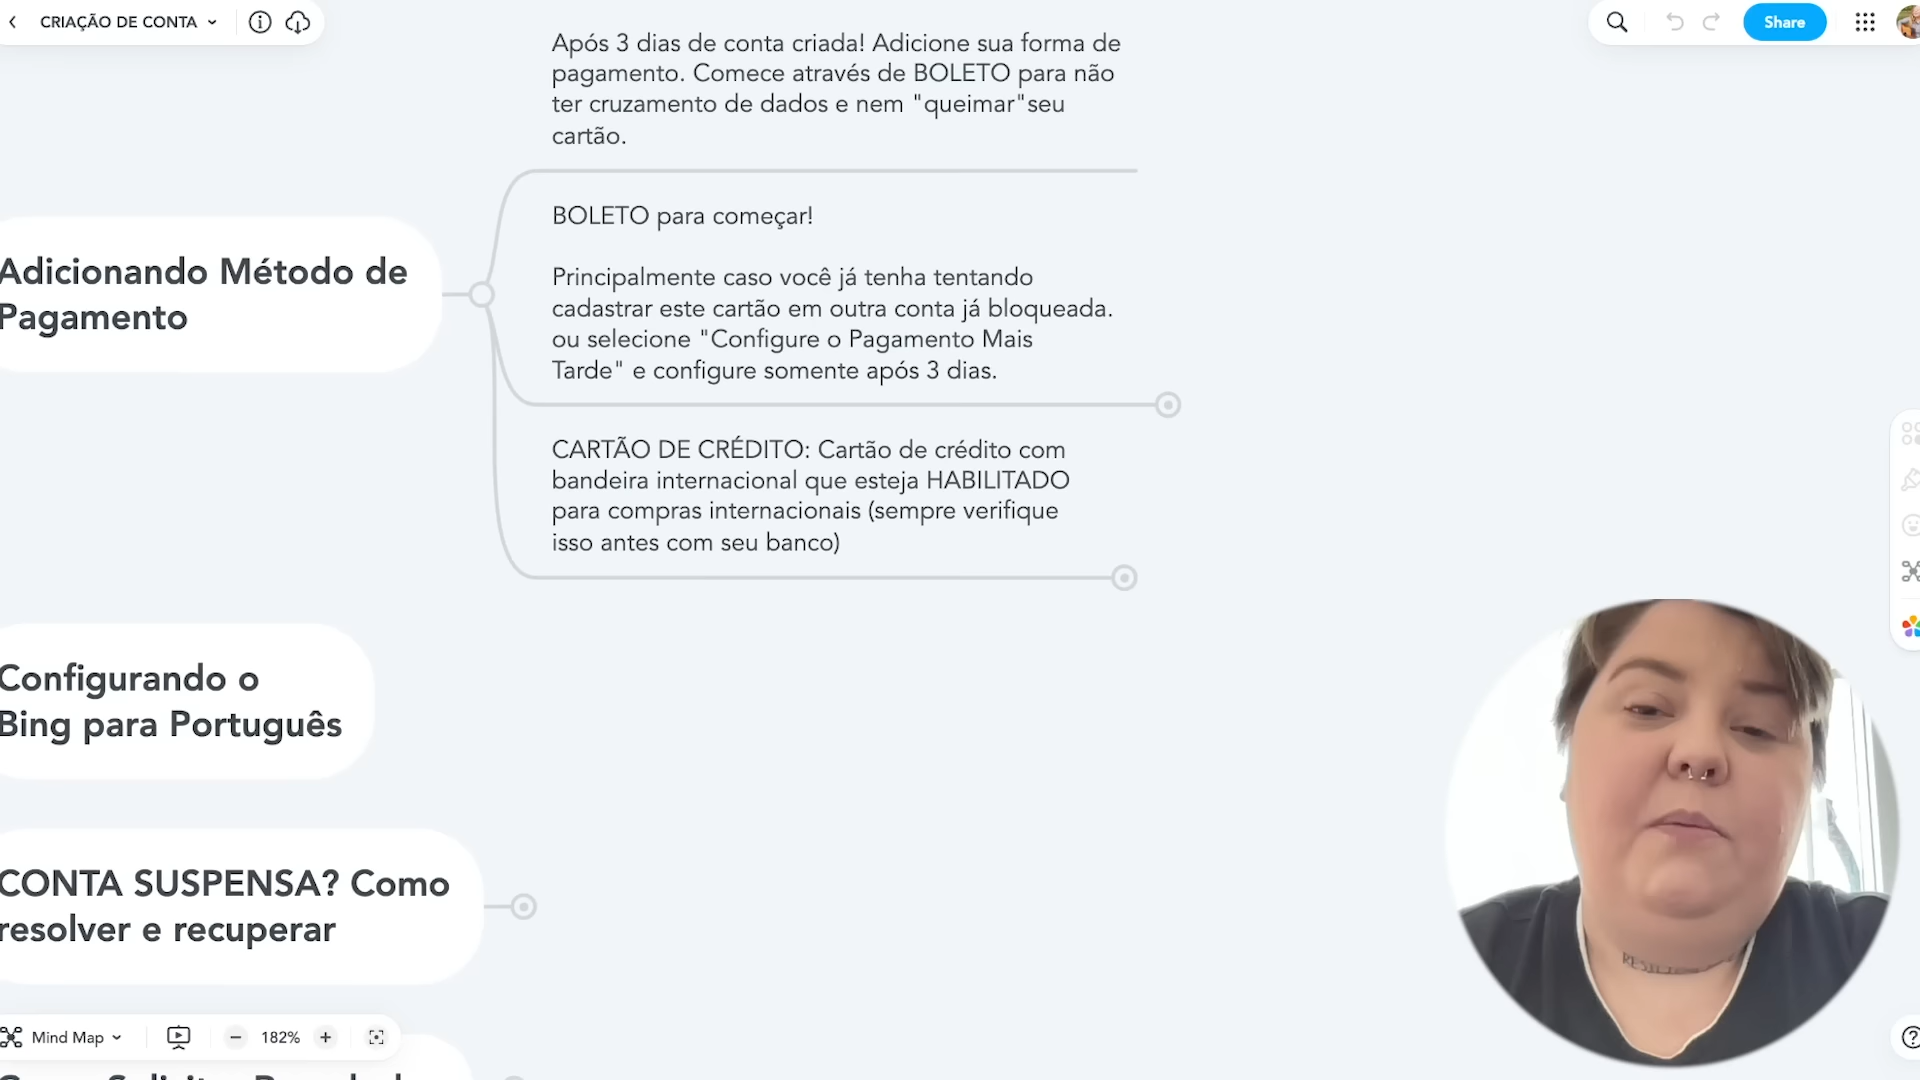 CRIAÇÃO DE CONTA
Share
Após 3 dias de conta criada! Adicione sua forma de
pagamento. Comece através de BOLETO para não
ter cruzamento de dados e nem "queimar"seu
cartão.
BOLETO para começar!
Principalmente caso você já tenha tentando
cadastrar este cartão em outra conta já bloqueada.
ou selecione "Configure o Pagamento Mais
Tarde" e configure somente após 3 dias.
Adicionando Método de
Pagamento
CARTÃO DE CRÉDITO: Cartão de crédito com
bandeira internacional que esteja HABILITADO
para compras internacionais (sempre verifique
isso antes com seu banco)
Configurando o
Bing para Português
CONTA SUSPENSA? Como
resolver e recuperar
Mind Map
182%